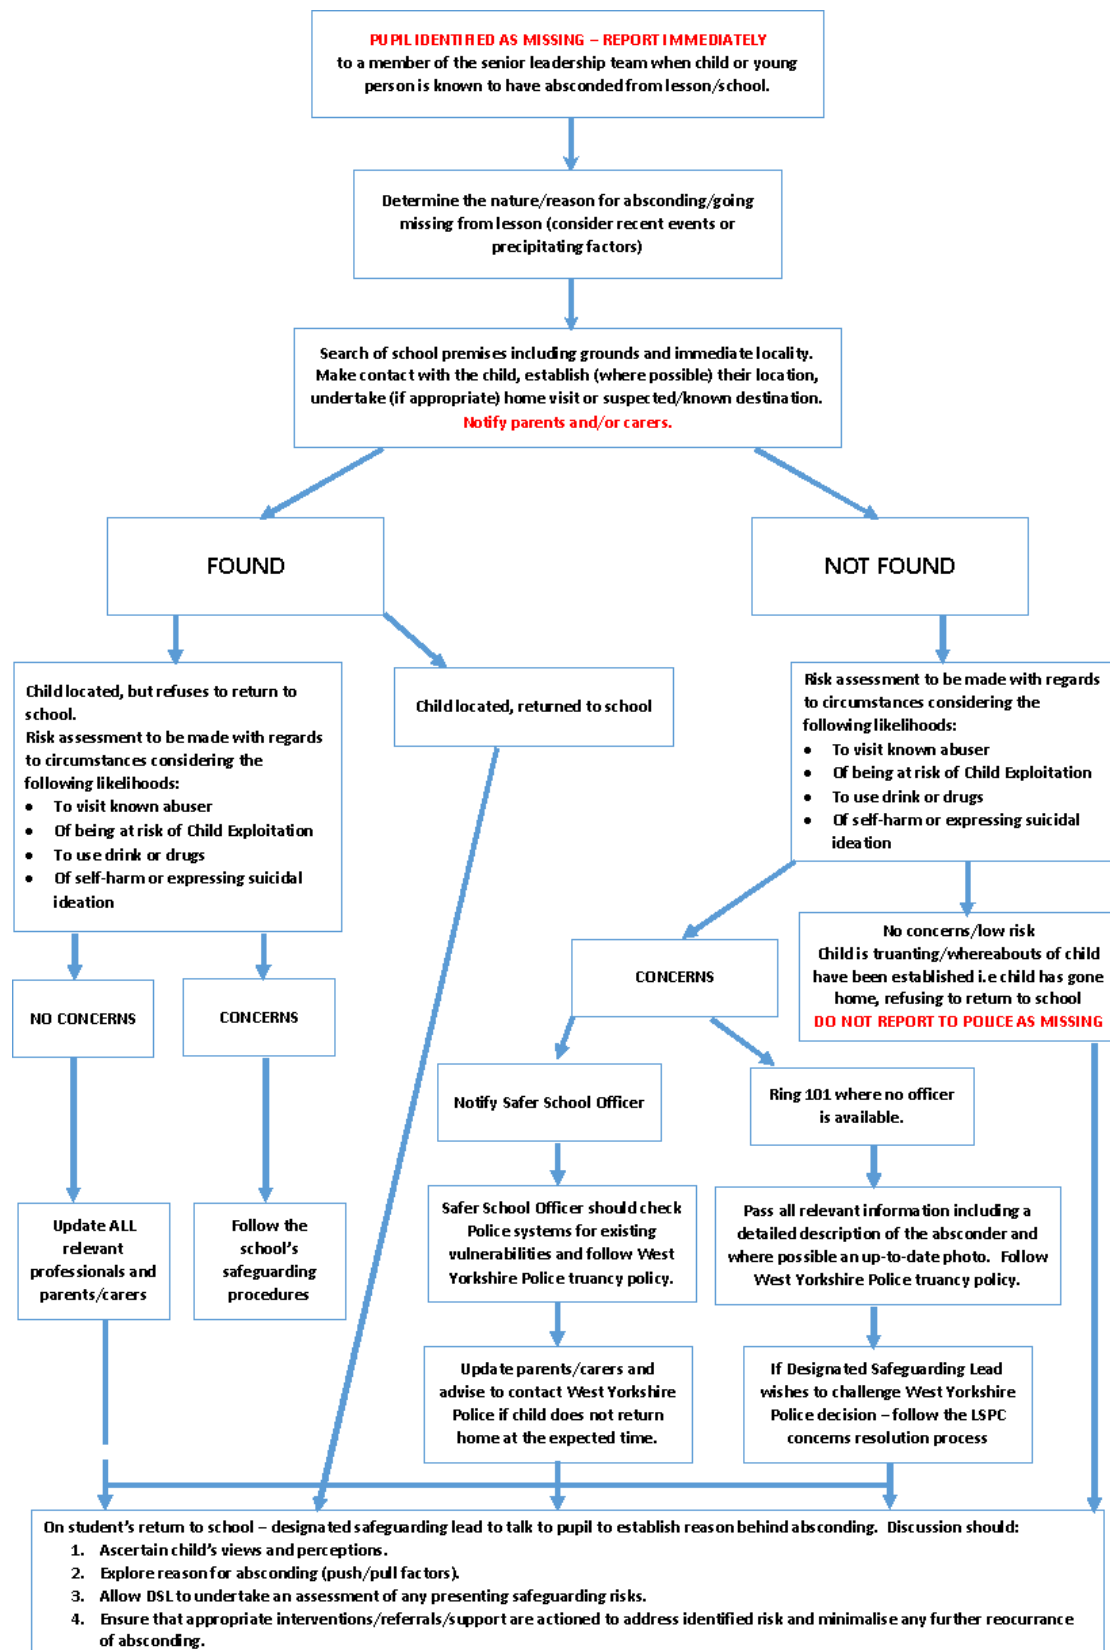 PUPIL IDENTIFIED AS MISSING – REPORT IMMEDIATELY
to a member of the senior leadership team when child or young
person is known to have absconded from lesson/school.
Determine the nature/reason for absconding/going
missing from lesson (consider recent events or
precipitating factors)
Search of school premises including grounds and immediate locality.
Make contact with the child, establish (where possible) their location,
undertake (if appropriate) home visit or suspected/known destination.
Notify parents and/or carers.
FOUND
NOT FOUND
Child located, but refuses to return to
school.
Risk assessment to be made with regards
to circumstances considering the
following likelihoods:
• To visit known abuser
• Of being at risk of Child Exploitation
• To use drink or drugs
• Of self-harm or expressing suicidal
ideation
Child located, returned to school
Risk assessment to be made with regards
to circumstances considering the
following likelihoods:
• To visit known abuser
• Of being at risk of Child Exploitation
• To use drink or drugs
• Of self-harm or expressing suicidal
ideation
NO CONCERNS
CONCERNS
CONCERNS
No concerns/low risk
Child is truanting/whereabouts of child
have been established i.e child has gone
home, refusing to return to school
DO NOT REPORT TO POLICE AS MISSING
Notify Safer School Officer
Ring 101 where no officer
is available.
Update ALL
relevant
professionals and
parents/carers
Follow the
school's
safeguarding
procedures
Safer School Officer should check
Police systems for existing
vulnerabilities and follow West
Yorkshire Police truancy policy.
Pass all relevant information including a
detailed description of the absconder and
where possible an up-to-date photo. Follow
West Yorkshire Police truancy policy.
Update parents/carers and
advise to contact West Yorkshire
Police if child does not return
home at the expected time.
If Designated Safeguarding Lead
wishes to challenge West Yorkshire
Police decision – follow the LSPC
concerns resolution process
On student's return to school – designated safeguarding lead to talk to pupil to establish reason behind absconding. Discussion should:
1. Ascertain child's views and perceptions.
2. Explore reason for absconding (push/pull factors).
3. Allow DSL to undertake an assessment of any presenting safeguarding risks.
4. Ensure that appropriate interventions/referrals/support are actioned to address identified risk and minimalise any further reocurrance
of absconding.